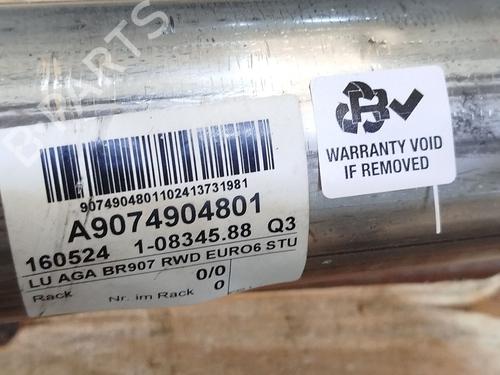 B-PARTS
9074904801102413731981
A9074904801
160524 1-08345.88 Q3
LU AGA BR907 RWD EURO6 STU
0/0
Rack Nr. im Rack 0
WARRANTY VOID
IF REMOVED